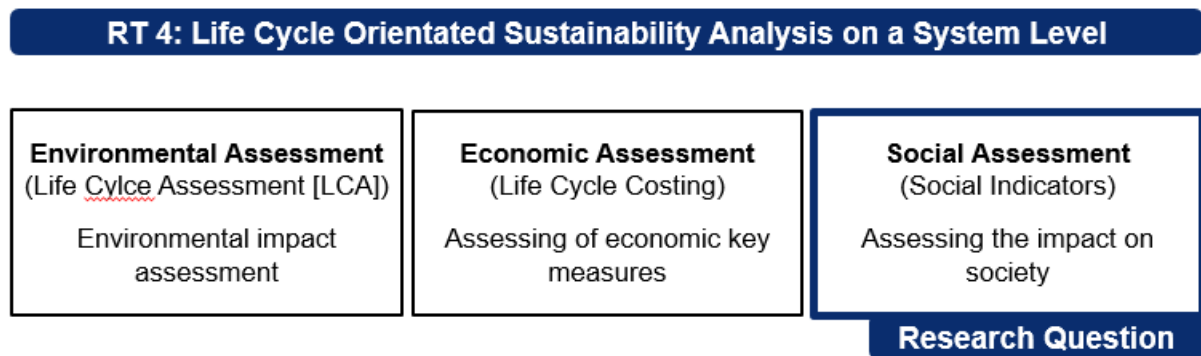 RT 4: Life Cycle Orientated Sustainability Analysis on a System Level
Environmental Assessment
(Life Cylce Assessment [LCA])
Environmental impact
assessment
Economic Assessment
(Life Cycle Costing)
Assessing of economic key
measures
Social Assessment
(Social Indicators)
Assessing the impact on
society
Research Question